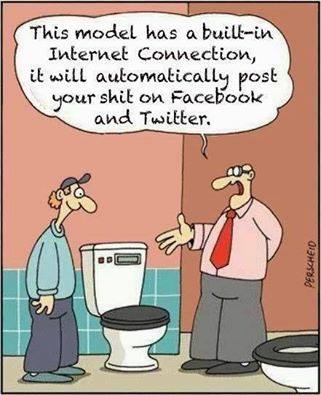 This model has a built-in
Internet Connection,
it will automatically post
your shit on Facebook
and Twitter.
PERSCHEID